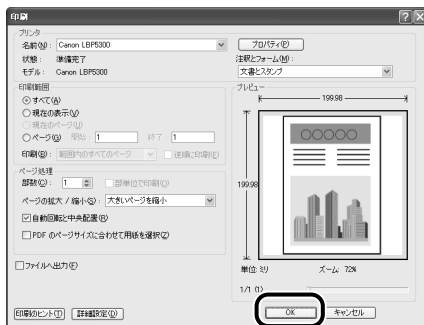 印刷
プリンタ
名前(N): Canon LBP5300
プロパティ(P)
状態: 準備完了
注釈とフォーム(M):
モデル: Canon LBP5300
文書とスタンプ
印刷範囲
すべて(A)
現在の表示(V)
現在のページ(U)
ページ(G) 開始: 1 終了: 1
印刷(B): 範囲内のすべてのページ 逆順に印刷(E)
ページ処理
部数(C): 1 部単位で印刷(O)
ページの拡大 / 縮小(S): 大きいページを縮小
自動回転と中央配置(R)
PDF のページサイズに合わせて用紙を選択(Z)
ファイルへ出力(F)
プレビュー
199.98
199.98
単位: ミリ ズーム: 72%
1/1 (1)
印刷のヒント(T) 詳細設定(D) OK キャンセル